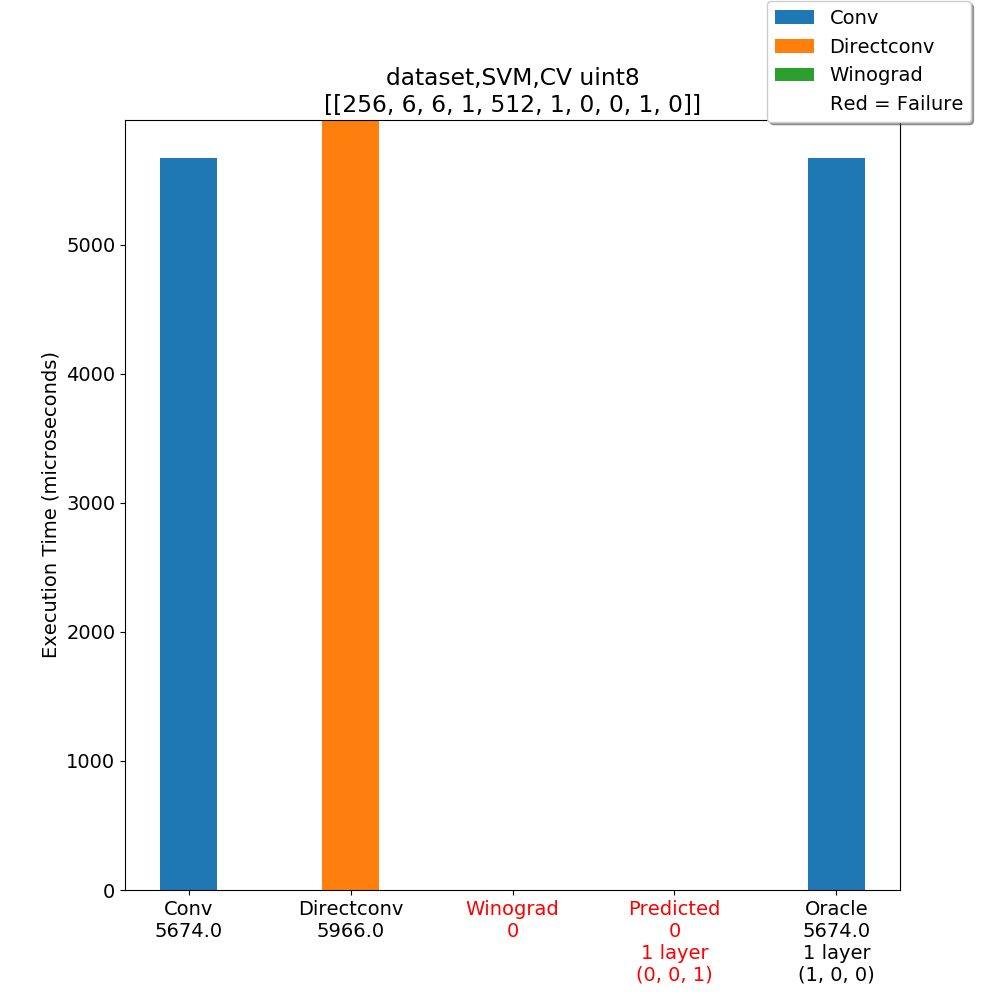 Conv
Directconv
Winograd
Red = Failure
dataset,SVM,CV uint8
[[256, 6, 6, 1, 512, 1, 0, 0, 1, 0]]
Execution Time (microseconds)
5000
4000
3000
2000
1000
0
Conv
5674.0
Directconv
5966.0
Winograd
0
Predicted
0
1 layer
(0, 0, 1)
Oracle
5674.0
1 layer
(1, 0, 0)